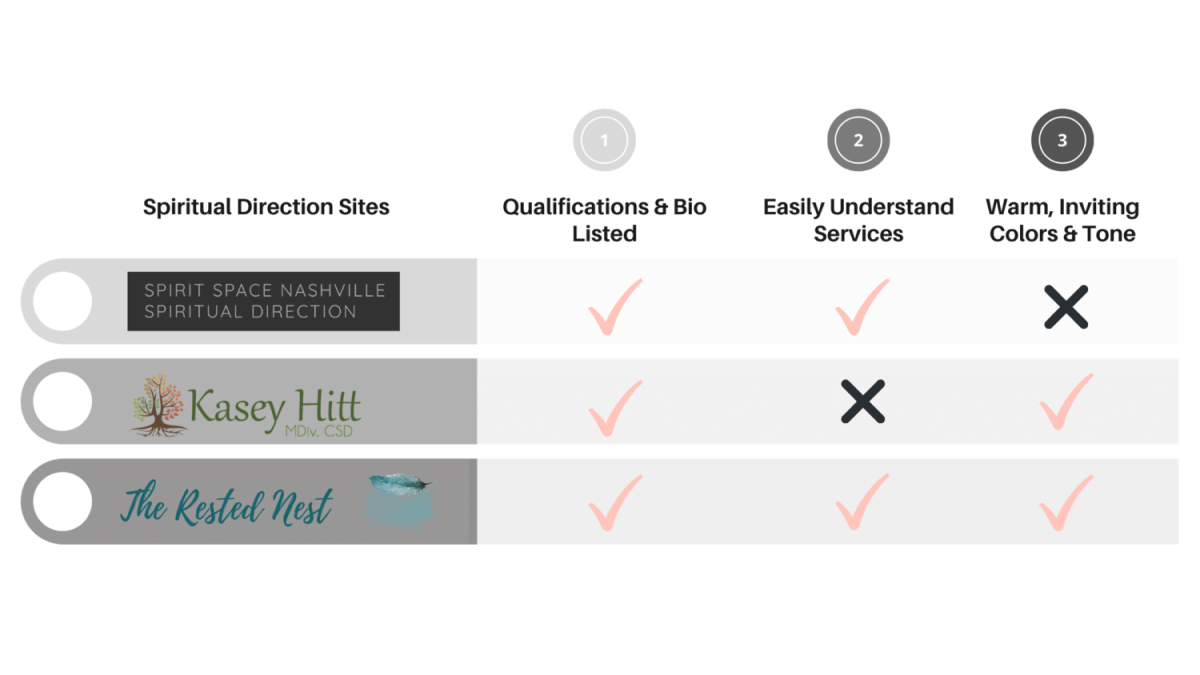 1
2
3
Spiritual Direction Sites
Qualifications & Bio
Listed
Easily Understand
Services
Warm, Inviting
Colors & Tone
SPIRIT SPACE NASHVILLE
SPIRITUAL DIRECTION
Kasey Hitt
MDiv, CSD
The Rested Nest